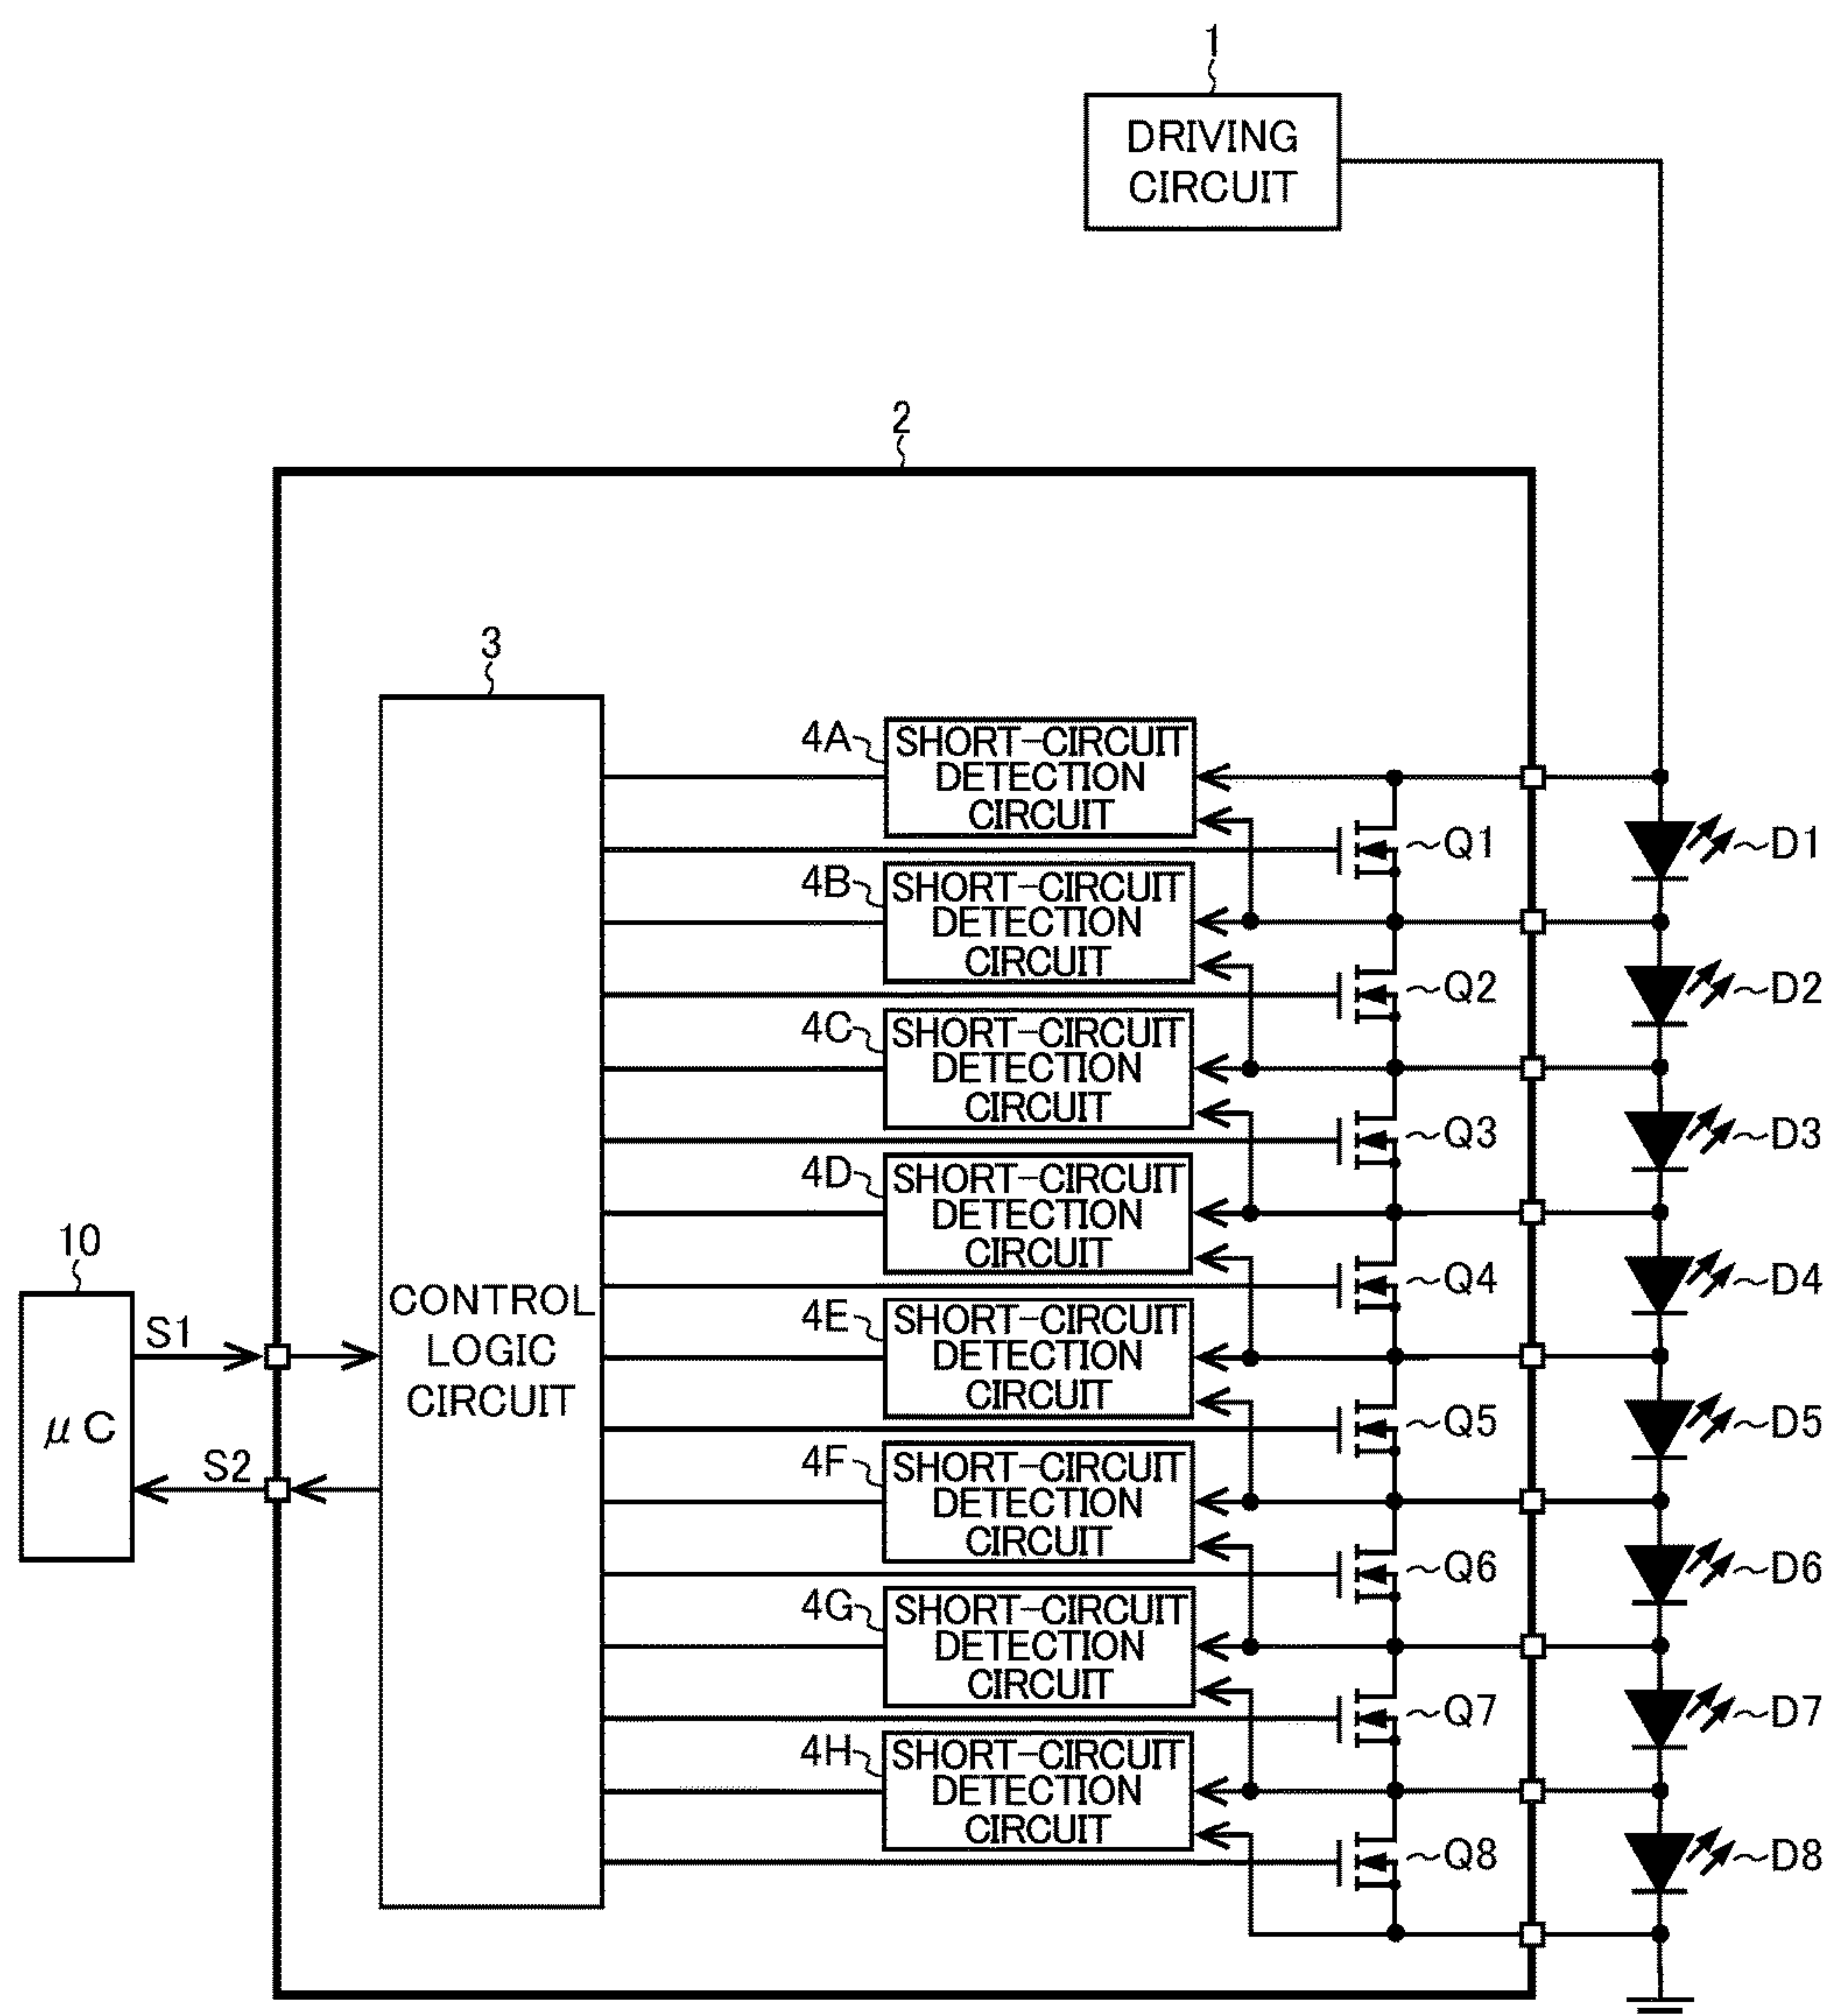 1
DRIVING
CIRCUIT
2
3
4A
SHORT-CIRCUIT
DETECTION
CIRCUIT
Q1
D1
4B
SHORT-CIRCUIT
DETECTION
CIRCUIT
Q2
D2
4C
SHORT-CIRCUIT
DETECTION
CIRCUIT
Q3
D3
4D
SHORT-CIRCUIT
DETECTION
CIRCUIT
Q4
D4
10
S1
μC
S2
CONTROL
LOGIC
CIRCUIT
4E
SHORT-CIRCUIT
DETECTION
CIRCUIT
Q5
D5
4F
SHORT-CIRCUIT
DETECTION
CIRCUIT
Q6
D6
4G
SHORT-CIRCUIT
DETECTION
CIRCUIT
Q7
D7
4H
SHORT-CIRCUIT
DETECTION
CIRCUIT
Q8
D8